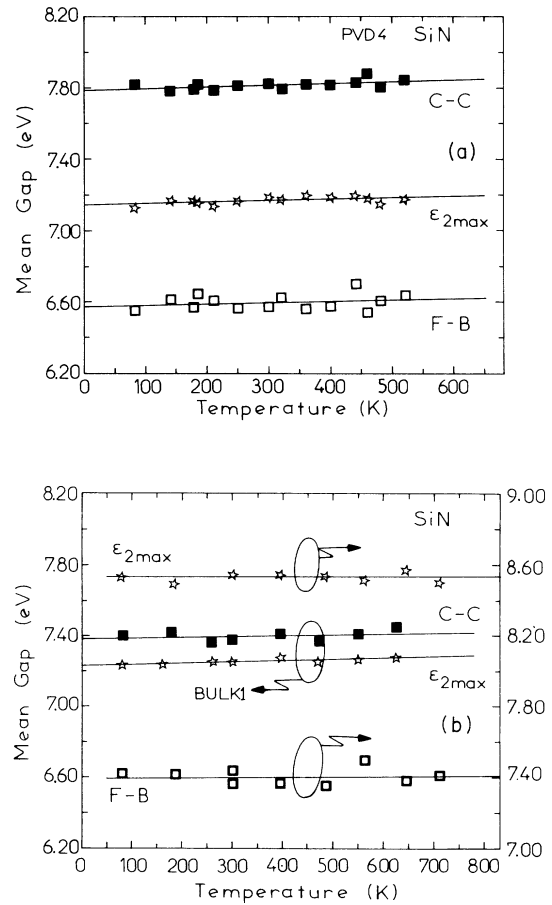 8.20
PVD4 SiN
7.80
C-C
7.40
(a)
Mean Gap (eV)
7.00
ε2max
6.60
F-B
6.20
0 100 200 300 400 500 600
Temperature (K)
8.20 9.00
SiN
ε2max
7.80 8.60
C-C
7.40 8.20
Mean Gap (eV)
ε2max
BULK1
7.00 7.80
(b)
6.60 7.40
F-B
6.20 7.00
0 100 200 300 400 500 600 700 800
Temperature (K)